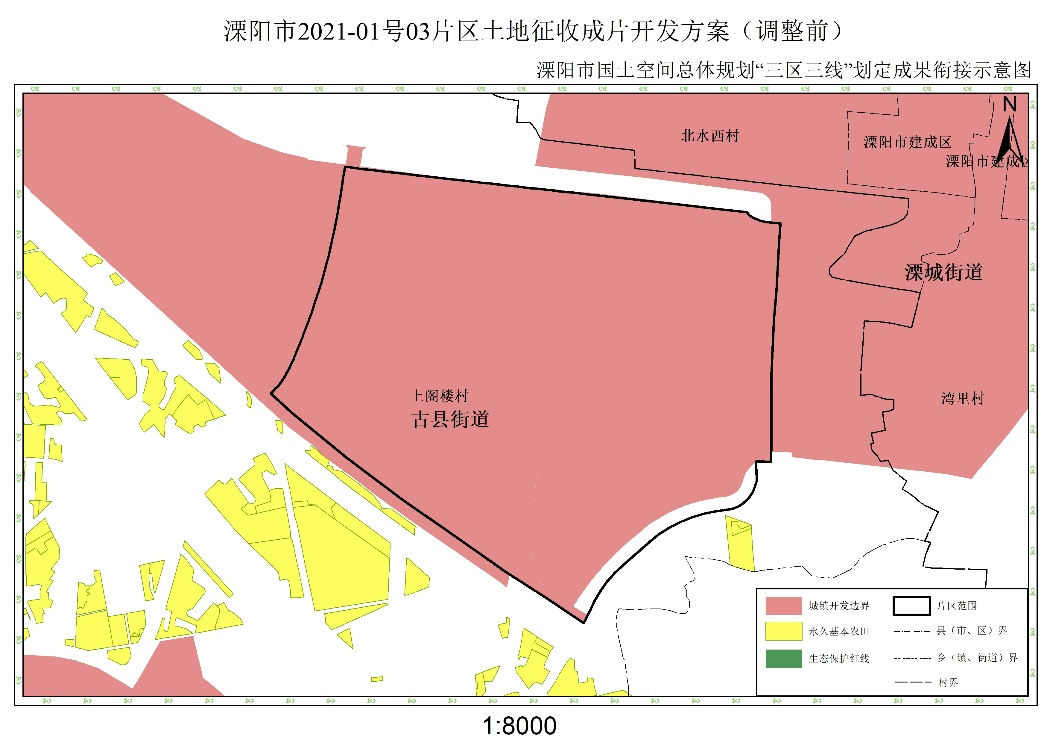 溧阳市2021-01号03片区土地征收成片开发方案（调整前）
溧阳市国土空间总体规划“三区三线”划定成果衔接示意图
N
北水西村
溧阳市建成区
溧阳市建成区
溧城街道
上阁楼村
古县街道
湾里村
城镇开发边界
片区范围
永久基本农田
县（市、区）界
生态保护红线
乡（镇、街道）界
村界
1:8000